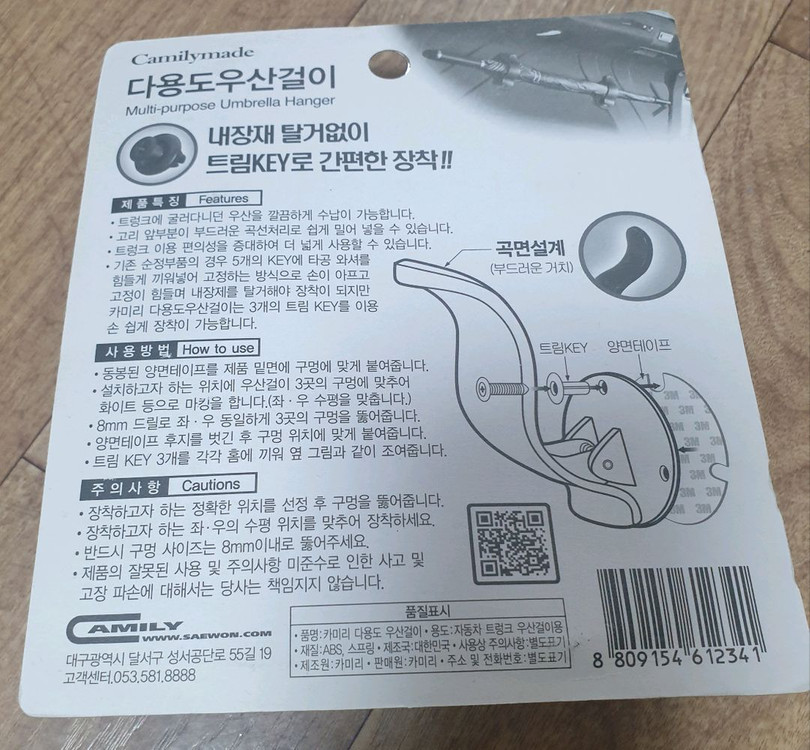 Camilymade
다용도우산걸이
Multi-purpose Umbrella Hanger
내장재 탈거없이
트림KEY로 간편한 장착!!
제품특징 Features
• 트렁크에 굴러다니던 우산을 깔끔하게 수납이 가능합니다.
• 고리 앞부분이 부드러운 곡선처리로 쉽게 밀어 넣을 수 있습니다.
• 트렁크 이용 편의성을 증대하여 더 넓게 사용할 수 있습니다.
• 기존 순정부품의 경우 5개의 KEY에 타공 와셔를
힘들게 끼워넣어 고정하는 방식으로 손이 아프고
고정이 힘들며 내장제를 탈거해야 장착이 되지만
카미리 다용도우산걸이는 3개의 트림 KEY를 이용
손 쉽게 장착이 가능합니다.
곡면설계
(부드러운 거치)
트림KEY
양면테이프
3M 3M 3M 3M 3M 3M 3M 3M
사용방법 How to use
• 동봉된 양면테이프를 제품 밑면에 구멍에 맞게 붙여줍니다.
• 설치하고자 하는 위치에 우산걸이 3곳의 구멍에 맞추어
화이트 등으로 마킹을 합니다.(좌·우 수평을 맞춥니다.)
• 8mm 드릴로 좌·우 동일하게 3곳의 구멍을 뚫어줍니다.
• 양면테이프 후지를 벗긴 후 구멍 위치에 맞게 붙여줍니다.
• 트림 KEY 3개를 각각 홈에 끼워 옆 그림과 같이 조여줍니다.
주의사항 Cautions
• 장착하고자 하는 정확한 위치를 선정 후 구멍을 뚫어줍니다.
• 장착하고자 하는 좌·우의 수평 위치를 맞추어 장착하세요.
• 반드시 구멍 사이즈는 8mm이내로 뚫어주세요.
• 제품의 잘못된 사용 및 주의사항 미준수로 인한 사고 및
고장 파손에 대해서는 당사는 책임지지 않습니다.
CAMILY
WWW.SAEWON.COM
대구광역시 달서구 성서공단로 55길 19
고객센터.053.581.8888
품질표시
• 품명:카미리 다용도 우산걸이 • 용도:자동차 트렁크 우산걸이용
• 재질:ABS, 스프링 • 제조국:대한민국 • 사용상 주의사항:별도표기
• 제조원:카미리 • 판매원:카미리 • 주소 및 전화번호:별도표기
8 809154 612341